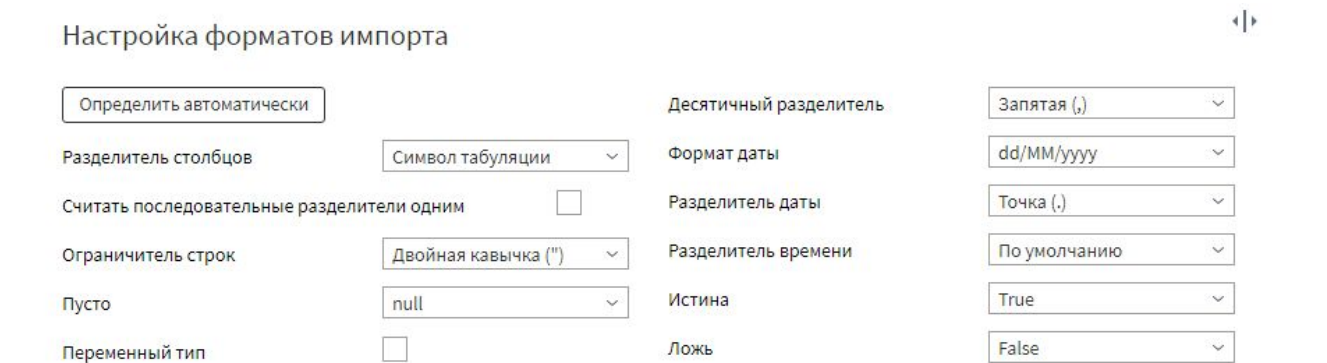 Настройка форматов импорта
Определить автоматически
Разделитель столбцов Символ табуляции
Считать последовательные разделители одним
Ограничитель строк Двойная кавычка (")
Пусто null
Переменный тип
Десятичный разделитель Запятая (,)
Формат даты dd/MM/yyyy
Разделитель даты Точка (.)
Разделитель времени По умолчанию
Истина True
Ложь False